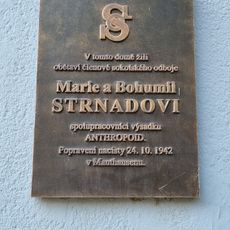 V tomto domě žili
obětaví členové sokolského odboje
Marie a Bohumil
STRNADOVI
spolupracovníci výsadku
ANTHROPOID.
Popraveni nacisty 24. 10. 1942
v Mauthausenu.